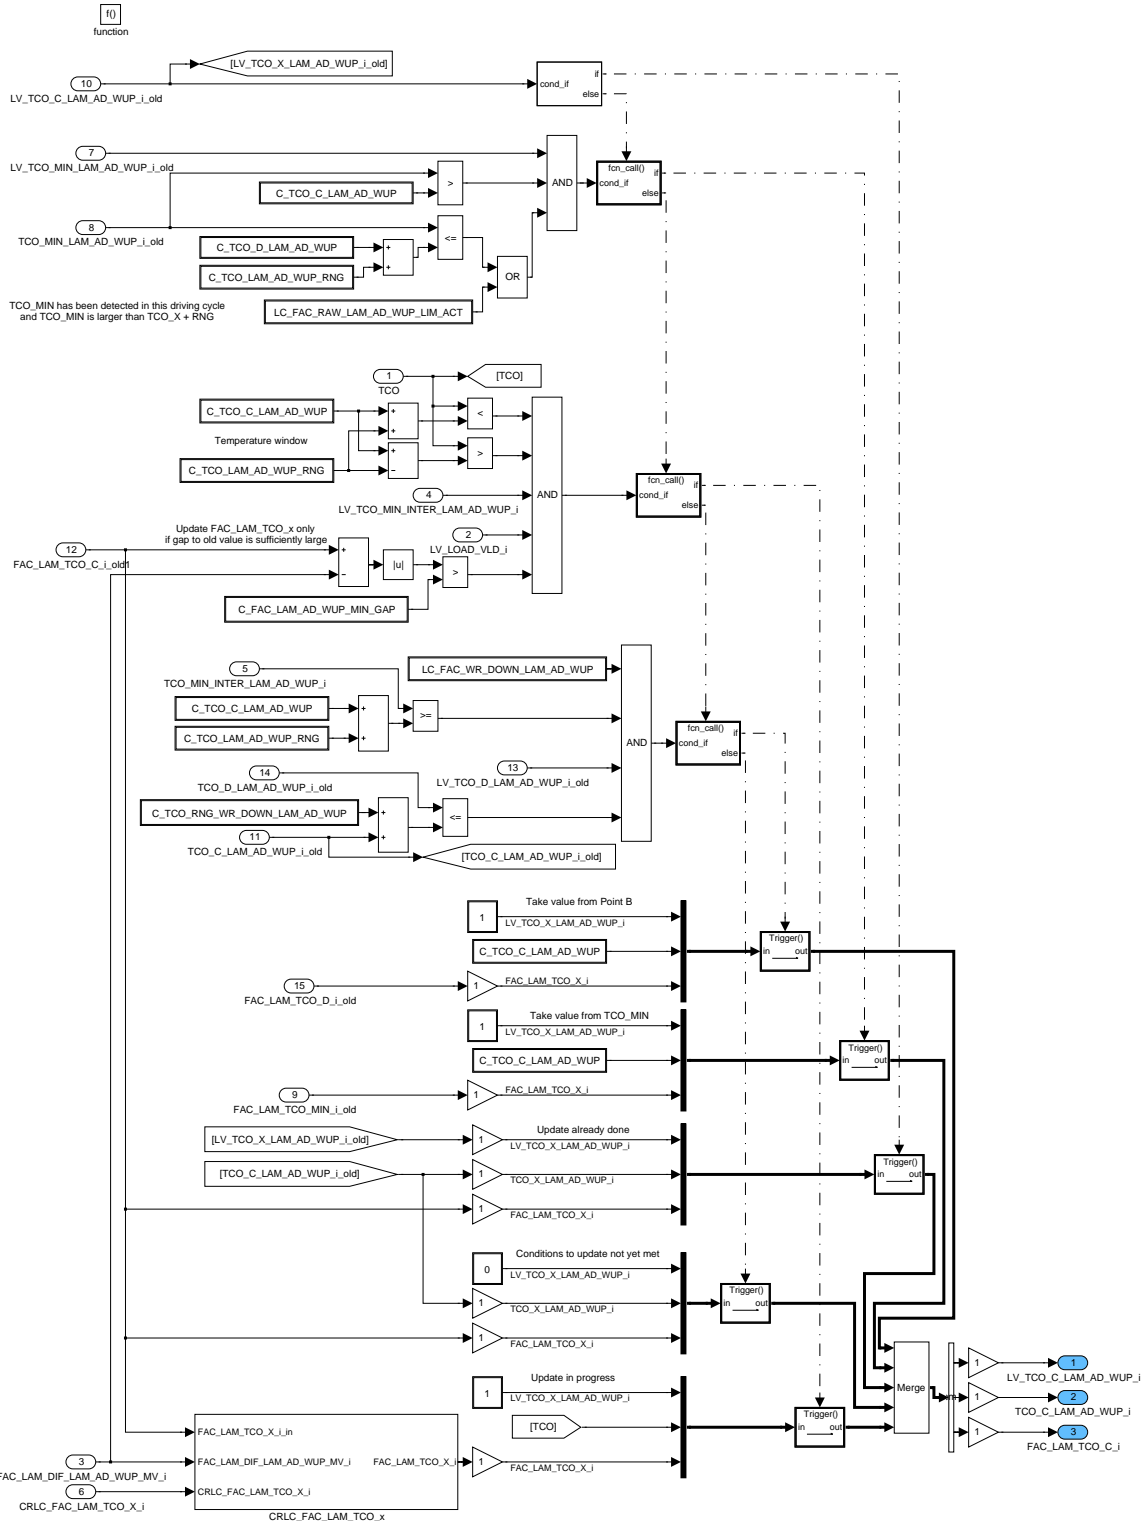 f()
function
[LV_TCO_X_LAM_AD_WUP_i_old]
10
LV_TCO_C_LAM_AD_WUP_i_old
cond_if
if
else
7
LV_TCO_MIN_LAM_AD_WUP_i_old
C_TCO_C_LAM_AD_WUP
>
AND
fcn_call()
cond_if
if
else
8
TCO_MIN_LAM_AD_WUP_i_old
C_TCO_D_LAM_AD_WUP
C_TCO_LAM_AD_WUP_RNG
+
+
<=
OR
LC_FAC_RAW_LAM_AD_WUP_LIM_ACT
TCO_MIN has been detected in this driving cycle
and TCO_MIN is larger than TCO_X + RNG
1
TCO
[TCO]
C_TCO_C_LAM_AD_WUP
+
+
<
Temperature window
C_TCO_LAM_AD_WUP_RNG
+
−
>
AND
4
LV_TCO_MIN_INTER_LAM_AD_WUP_i
fcn_call()
cond_if
if
else
2
LV_LOAD_VLD_i
Update FAC_LAM_TCO_x only
if gap to old value is sufficiently large
12
FAC_LAM_TCO_C_i_old1
+
−
|u|
>
C_FAC_LAM_AD_WUP_MIN_GAP
LC_FAC_WR_DOWN_LAM_AD_WUP
5
TCO_MIN_INTER_LAM_AD_WUP_i
C_TCO_C_LAM_AD_WUP
C_TCO_LAM_AD_WUP_RNG
+
+
>=
AND
fcn_call()
cond_if
if
else
13
LV_TCO_D_LAM_AD_WUP_i_old
14
TCO_D_LAM_AD_WUP_i_old
C_TCO_RNG_WR_DOWN_LAM_AD_WUP
+
+
<=
11
TCO_C_LAM_AD_WUP_i_old
[TCO_C_LAM_AD_WUP_i_old]
Take value from Point B
1
LV_TCO_X_LAM_AD_WUP_i
C_TCO_C_LAM_AD_WUP
Trigger()
in
out
15
FAC_LAM_TCO_D_i_old
1
FAC_LAM_TCO_X_i
Take value from TCO_MIN
1
LV_TCO_X_LAM_AD_WUP_i
C_TCO_C_LAM_AD_WUP
Trigger()
in
out
9
FAC_LAM_TCO_MIN_i_old
1
FAC_LAM_TCO_X_i
[LV_TCO_X_LAM_AD_WUP_i_old]
Update already done
1
LV_TCO_X_LAM_AD_WUP_i
[TCO_C_LAM_AD_WUP_i_old]
1
TCO_X_LAM_AD_WUP_i
Trigger()
in
out
1
FAC_LAM_TCO_X_i
Conditions to update not yet met
0
LV_TCO_X_LAM_AD_WUP_i
1
TCO_X_LAM_AD_WUP_i
Trigger()
in
out
1
FAC_LAM_TCO_X_i
Merge
1
1
LV_TCO_C_LAM_AD_WUP_i
1
2
TCO_C_LAM_AD_WUP_i
1
3
FAC_LAM_TCO_C_i
Update in progress
1
LV_TCO_X_LAM_AD_WUP_i
[TCO]
Trigger()
in
out
1
FAC_LAM_TCO_X_i
FAC_LAM_TCO_X_i_in
3
FAC_LAM_DIF_LAM_AD_WUP_MV_i
FAC_LAM_DIF_LAM_AD_WUP_MV_i
FAC_LAM_TCO_X_i
6
CRLC_FAC_LAM_TCO_X_i
CRLC_FAC_LAM_TCO_X_i
CRLC_FAC_LAM_TCO_x